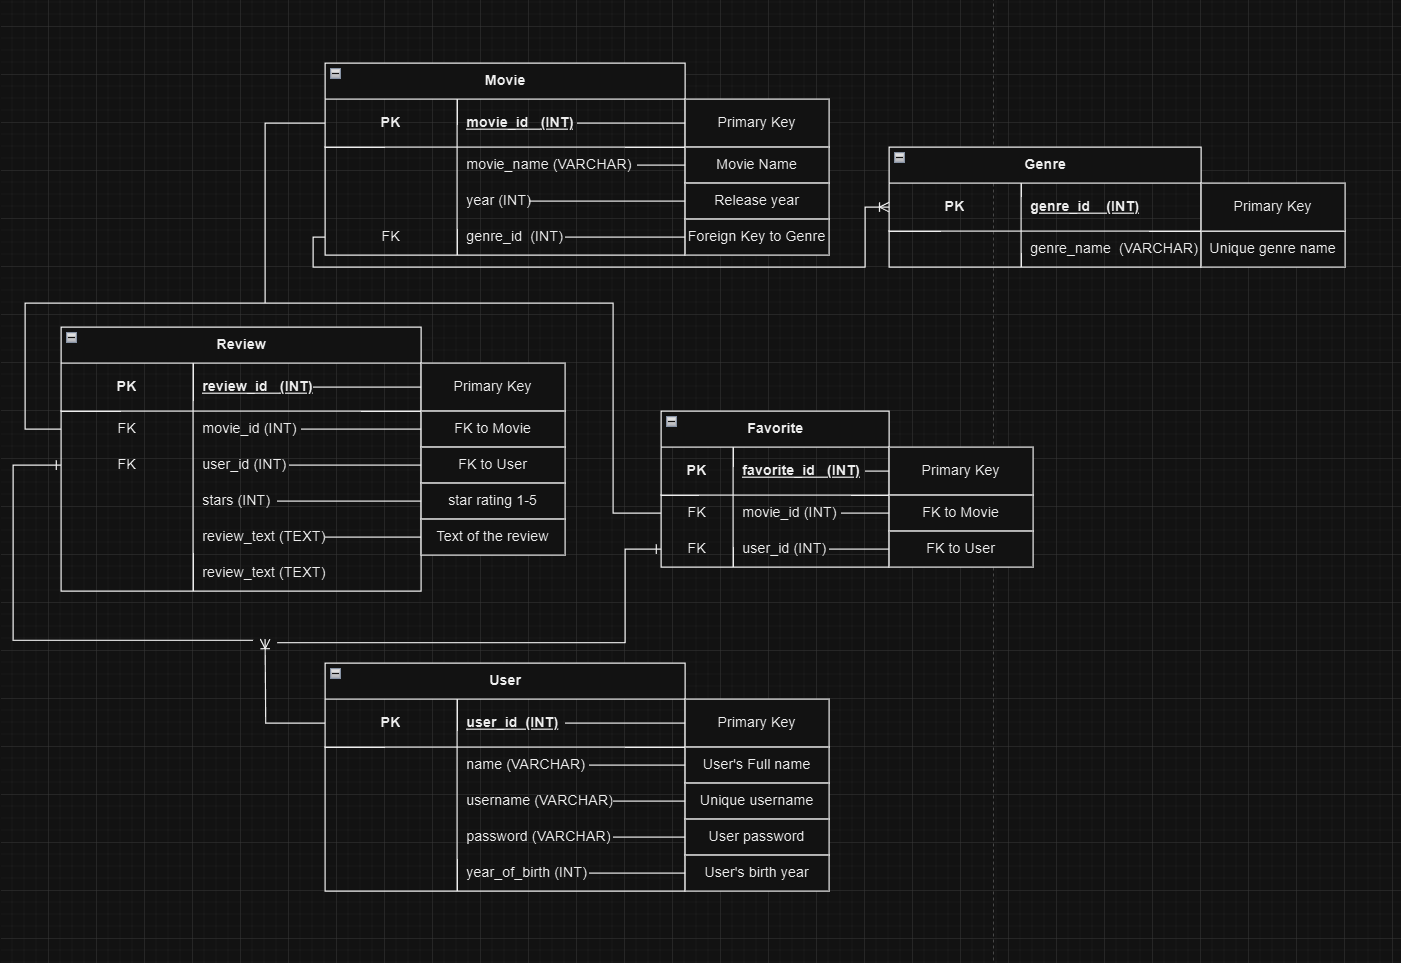 Movie
PK movie_id (INT) Primary Key
movie_name (VARCHAR) Movie Name
year (INT) Release year
FK genre_id (INT) Foreign Key to Genre
Genre
PK genre_id (INT) Primary Key
genre_name (VARCHAR) Unique genre name
Review
PK review_id (INT) Primary Key
FK movie_id (INT) FK to Movie
FK user_id (INT) FK to User
stars (INT) star rating 1-5
review_text (TEXT) Text of the review
review_text (TEXT)
Favorite
PK favorite_id (INT) Primary Key
FK movie_id (INT) FK to Movie
FK user_id (INT) FK to User
User
PK user_id (INT) Primary Key
name (VARCHAR) User's Full name
username (VARCHAR) Unique username
password (VARCHAR) User password
year_of_birth (INT) User's birth year